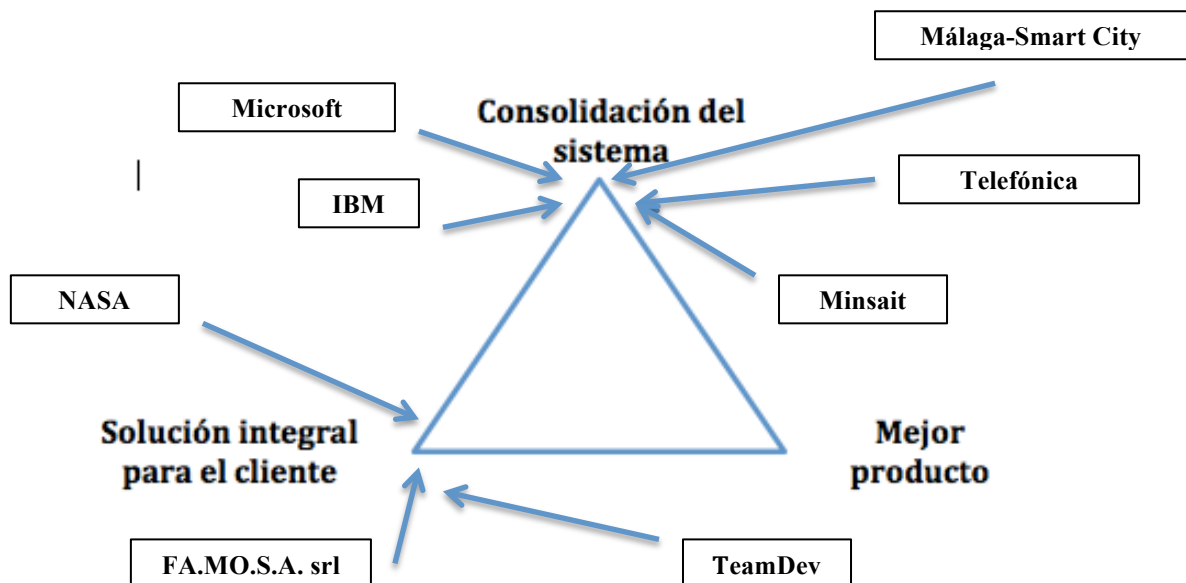 Málaga-Smart City
Microsoft
Consolidación del
sistema
Telefónica
IBM
NASA
Minsait
Solución integral
para el cliente
Mejor
producto
FA.MO.S.A. srl
TeamDev